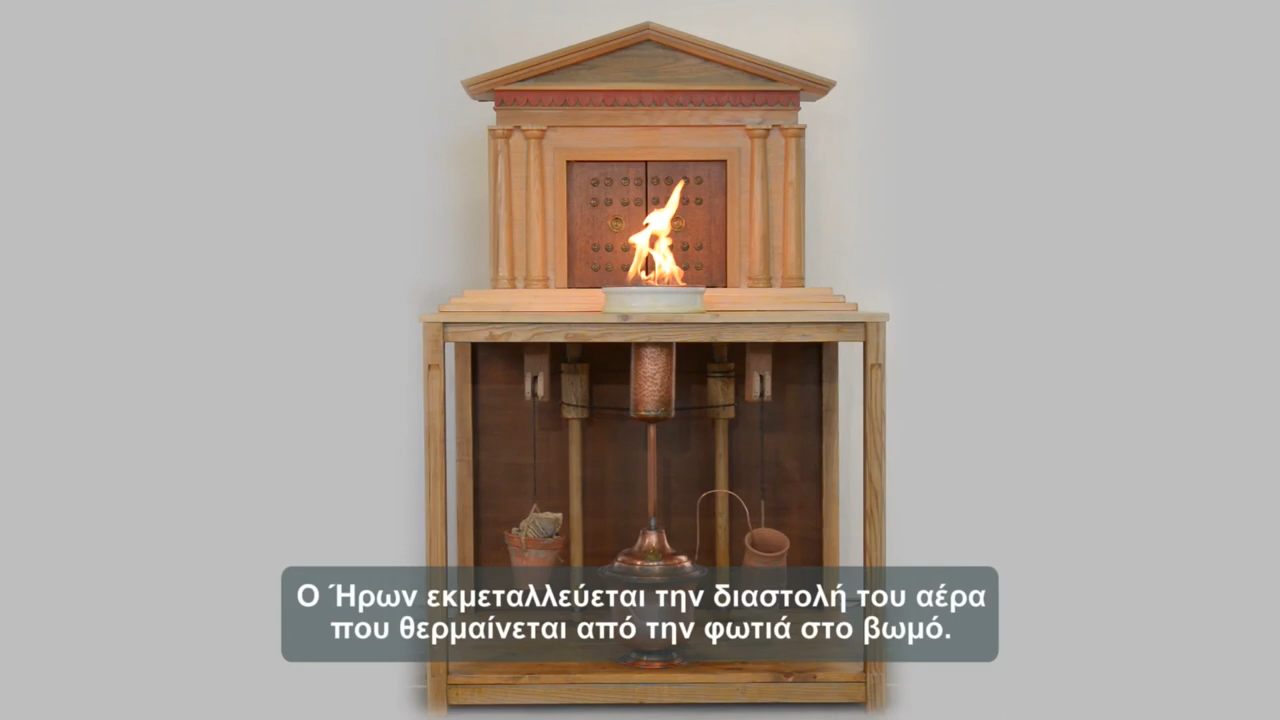 Ο Ήρων εκμεταλλεύεται την διαστολή του αέρα
που θερμαίνεται από την φωτιά στο βωμό.